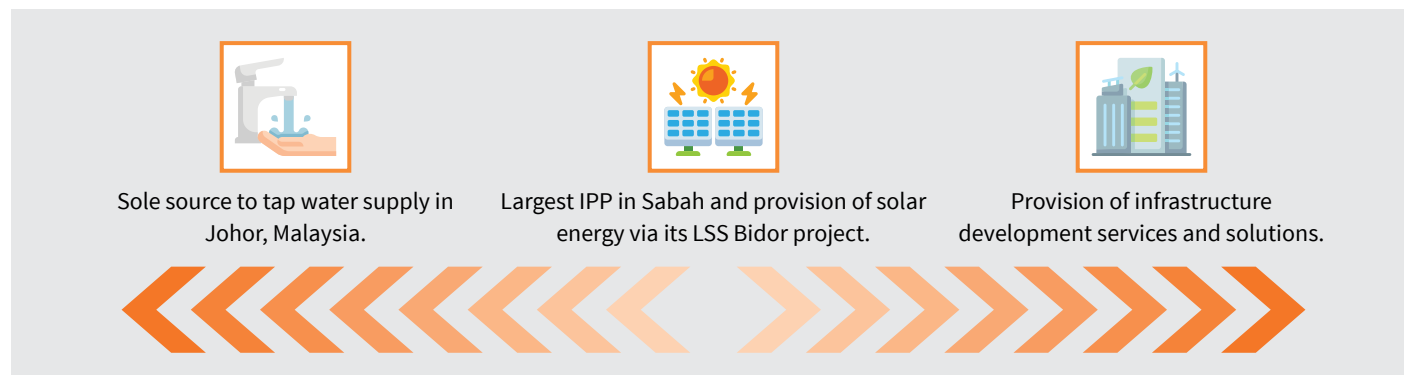 Sole source to tap water supply in
Johor, Malaysia.
Largest IPP in Sabah and provision of solar
energy via its LSS Bidor project.
Provision of infrastructure
development services and solutions.